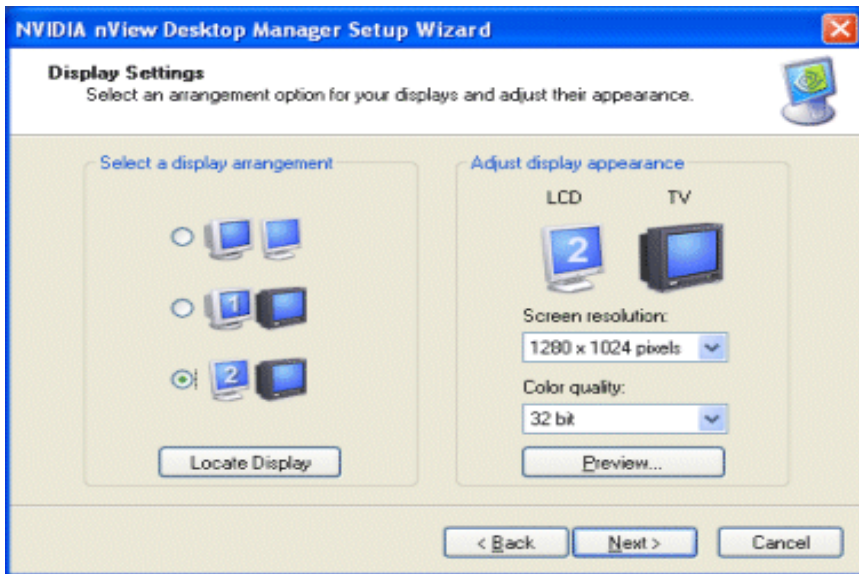 NVIDIA nView Desktop Manager Setup Wizard
Display Settings
Select an arrangement option for your displays and adjust their appearance.
Select a display arrangement
1
2
Locate Display
Adjust display appearance
LCD TV
2
Screen resolution:
1280 x 1024 pixels
Color quality:
32 bit
Preview...
< Back Next > Cancel